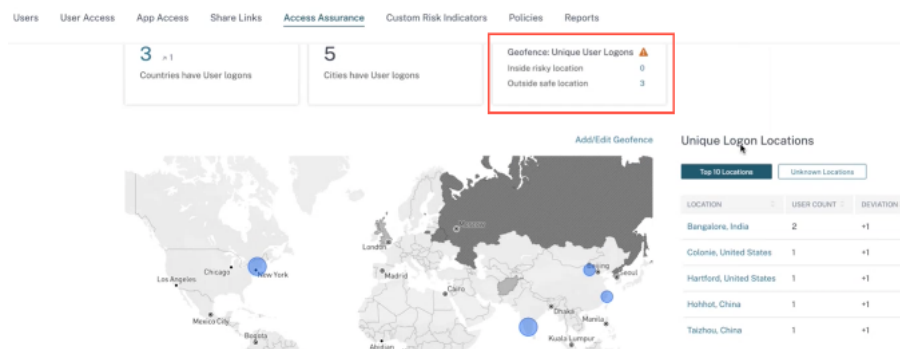 Users User Access App Access Share Links Access Assurance Custom Risk Indicators Policies Reports
3 ↗ 1
Countries have User logons
5
Cities have User logons
Geofence: Unique User Logons
Inside risky location 0
Outside safe location 3
Add/Edit Geofence
Unique Logon Locations
Top 10 Locations Unknown Locations
LOCATION USER COUNT DEVIATION
Bangalore, India 2 +1
Colonie, United States 1 +1
Hartford, United States 1 +1
Hohhot, China 1 +1
Taizhou, China 1 +1
Moscow
London
Chicago
New York
Los Angeles
Madrid
Beijing
Seoul
Cairo
Mexico City
Dhaka
Manila
Bogota
Kuala Lumpur
Abidjan